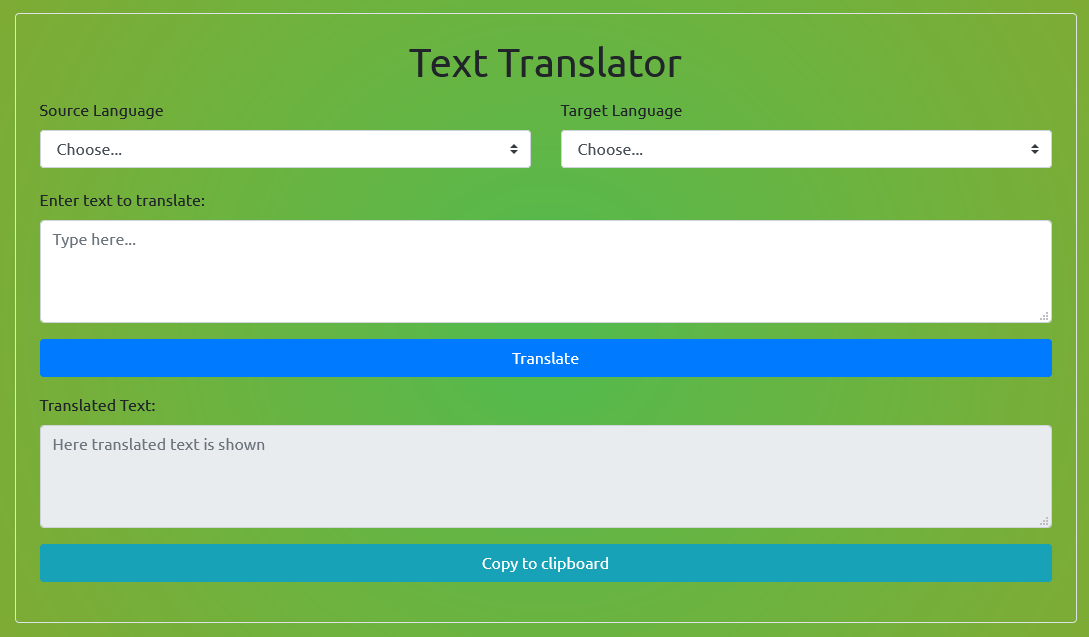 Text Translator
Source Language
Target Language
Choose...
Choose...
Enter text to translate:
Type here...
Translate
Translated Text:
Here translated text is shown
Copy to clipboard